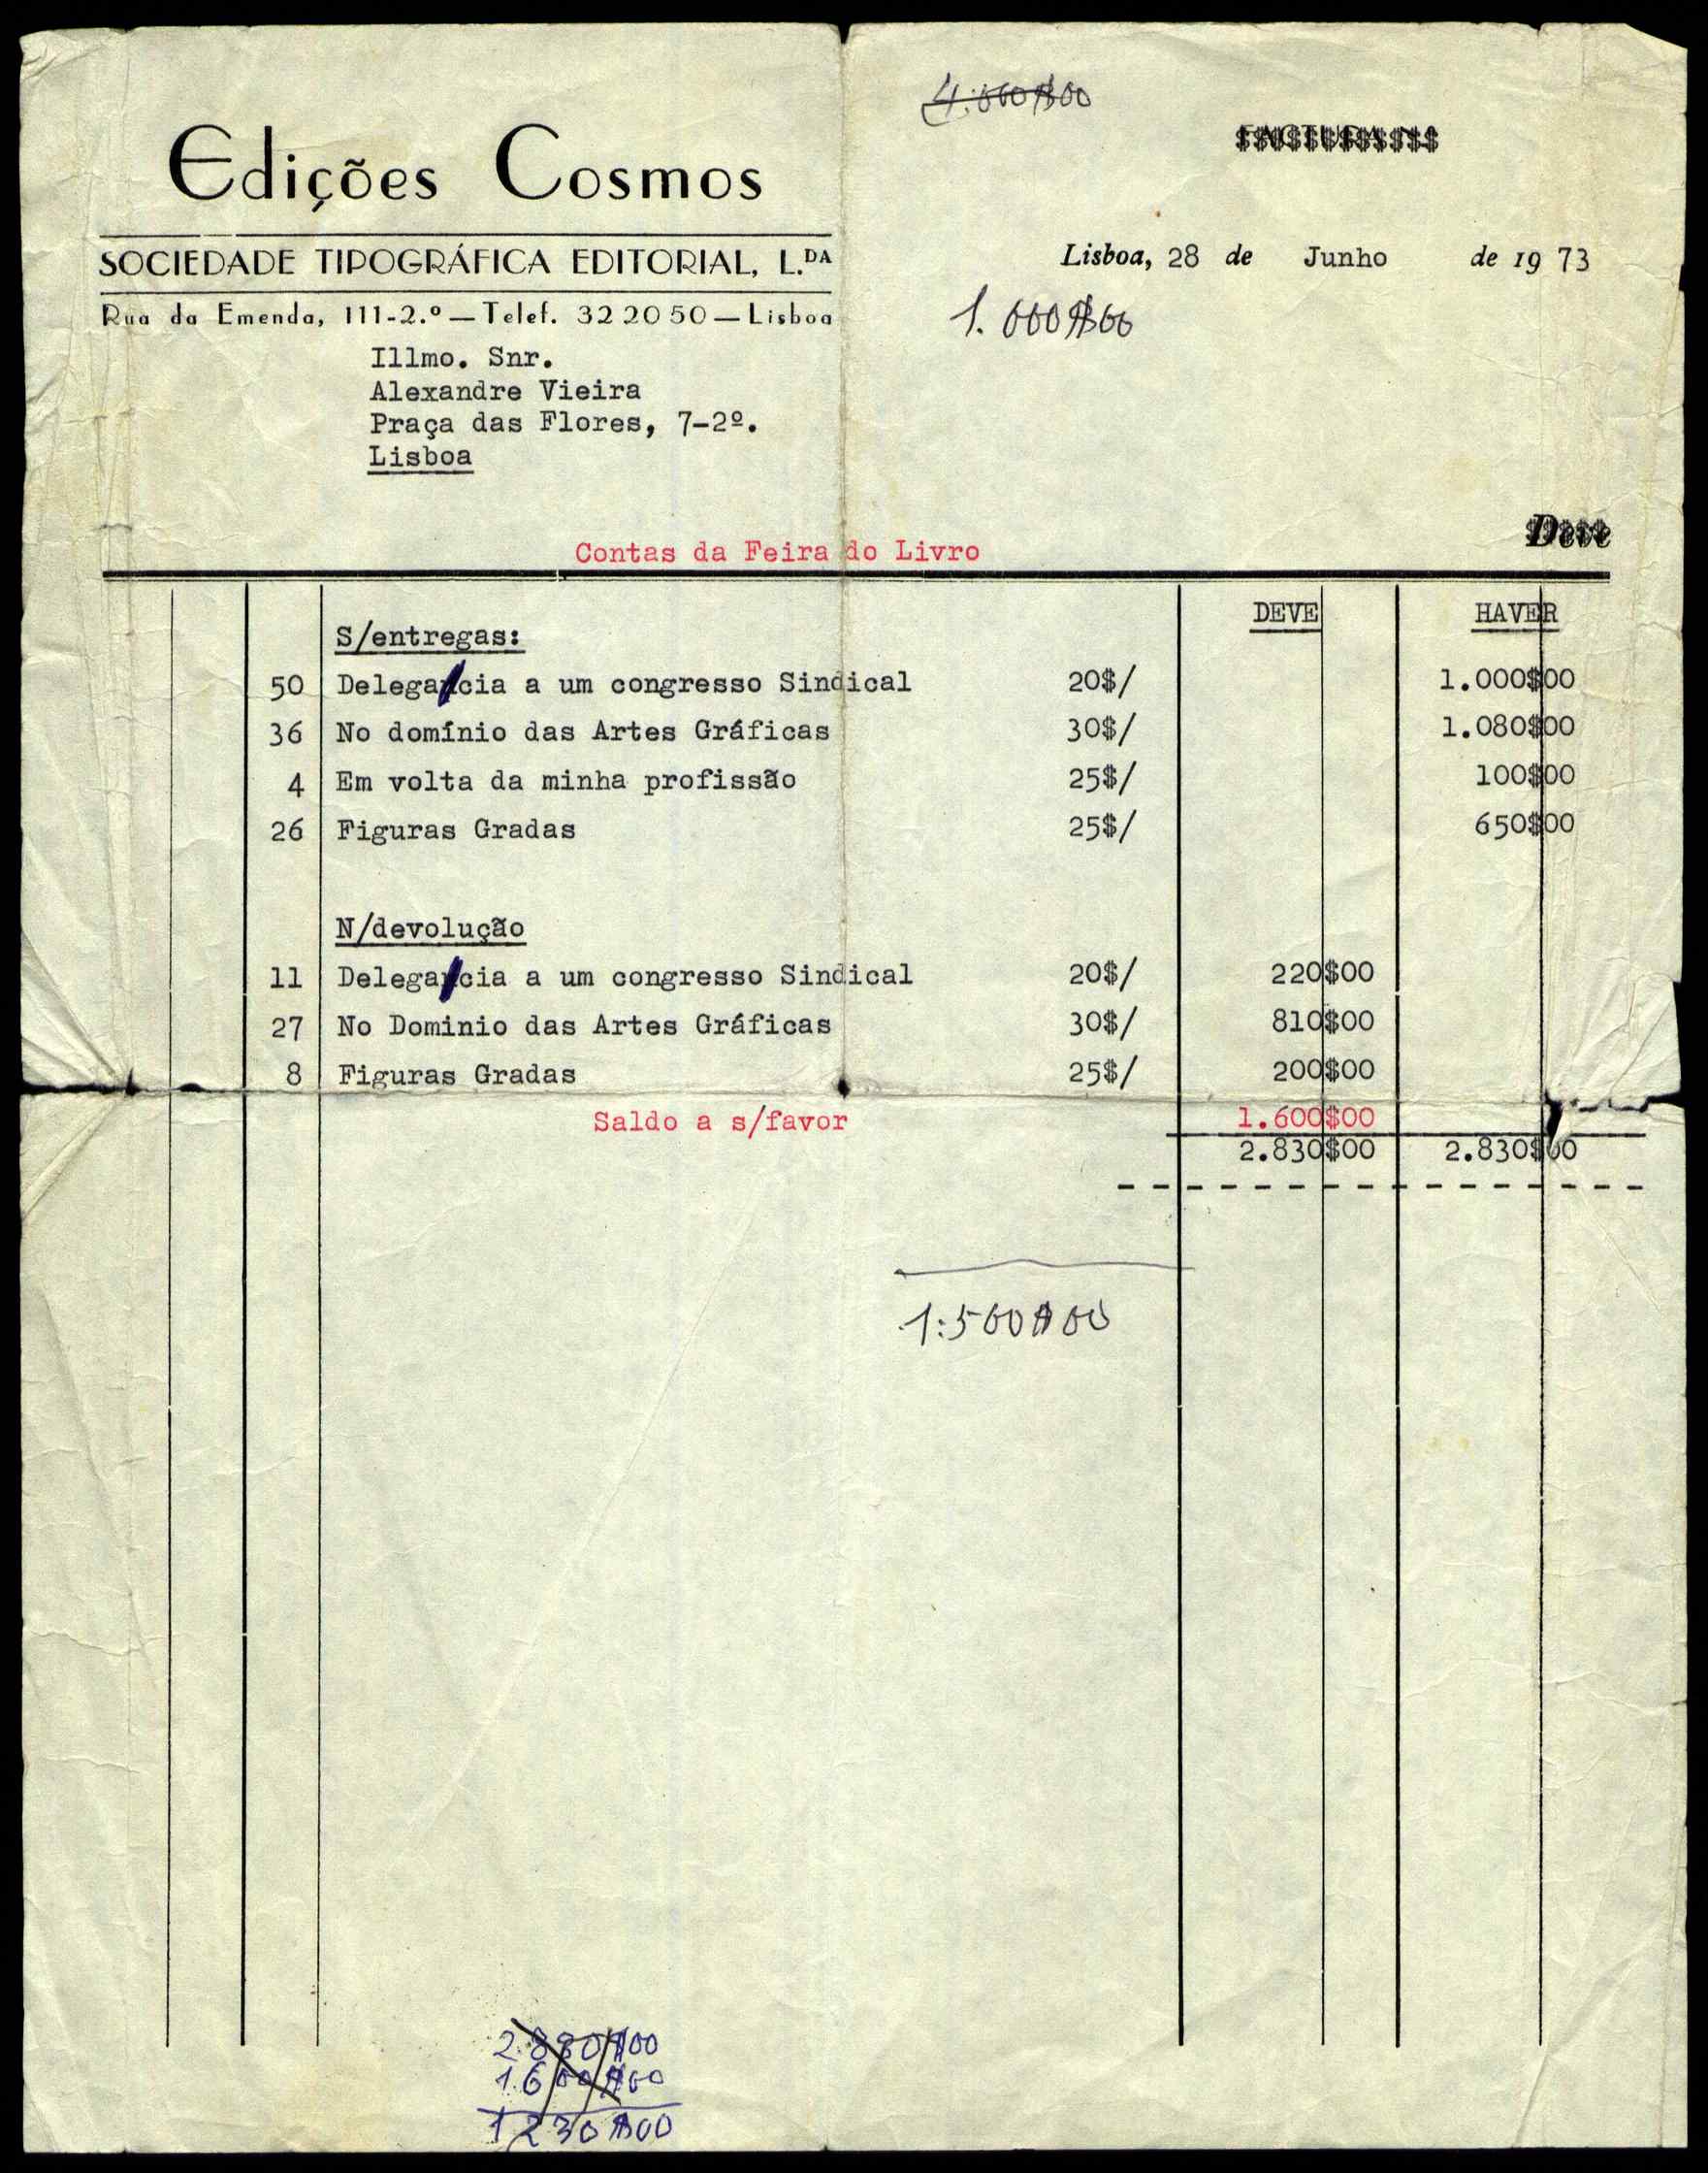 4.000$00
Edições Cosmos
SOCIEDADE TIPOGRÁFICA EDITORIAL, L.DA
Rua da Emenda, 111-2.º — Telef. 32 20 50 — Lisboa
Lisboa, 28 de Junho de 1973
1.000$00
Illmo. Snr.
Alexandre Vieira
Praça das Flores, 7-2º.
Lisboa
Deve
Contas da Feira do Livro
DEVE HAVER
S/entregas:
50 Delegacia a um congresso Sindical 20$/ 1.000$00
36 No domínio das Artes Gráficas 30$/ 1.080$00
4 Em volta da minha profissão 25$/ 100$00
26 Figuras Gradas 25$/ 650$00
N/devolução
11 Delegacia a um congresso Sindical 20$/ 220$00
27 No Dominio das Artes Gráficas 30$/ 810$00
8 Figuras Gradas 25$/ 200$00
Saldo a s/favor 1.600$00
2.830$00 2.830$00
1:500$00
2.830$00
1.600$00
1230$00